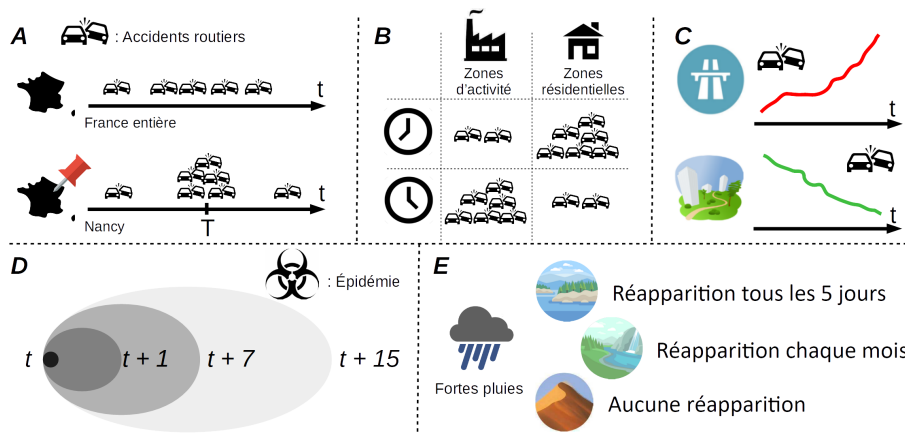 A
: Accidents routiers
t
France entière
t
Nancy
T
B
Zones
d'activité
Zones
résidentielles
C
t
t
D
: Épidémie
t
t + 1
t + 7
t + 15
E
Fortes pluies
Réapparition tous les 5 jours
Réapparition chaque mois
Aucune réapparition